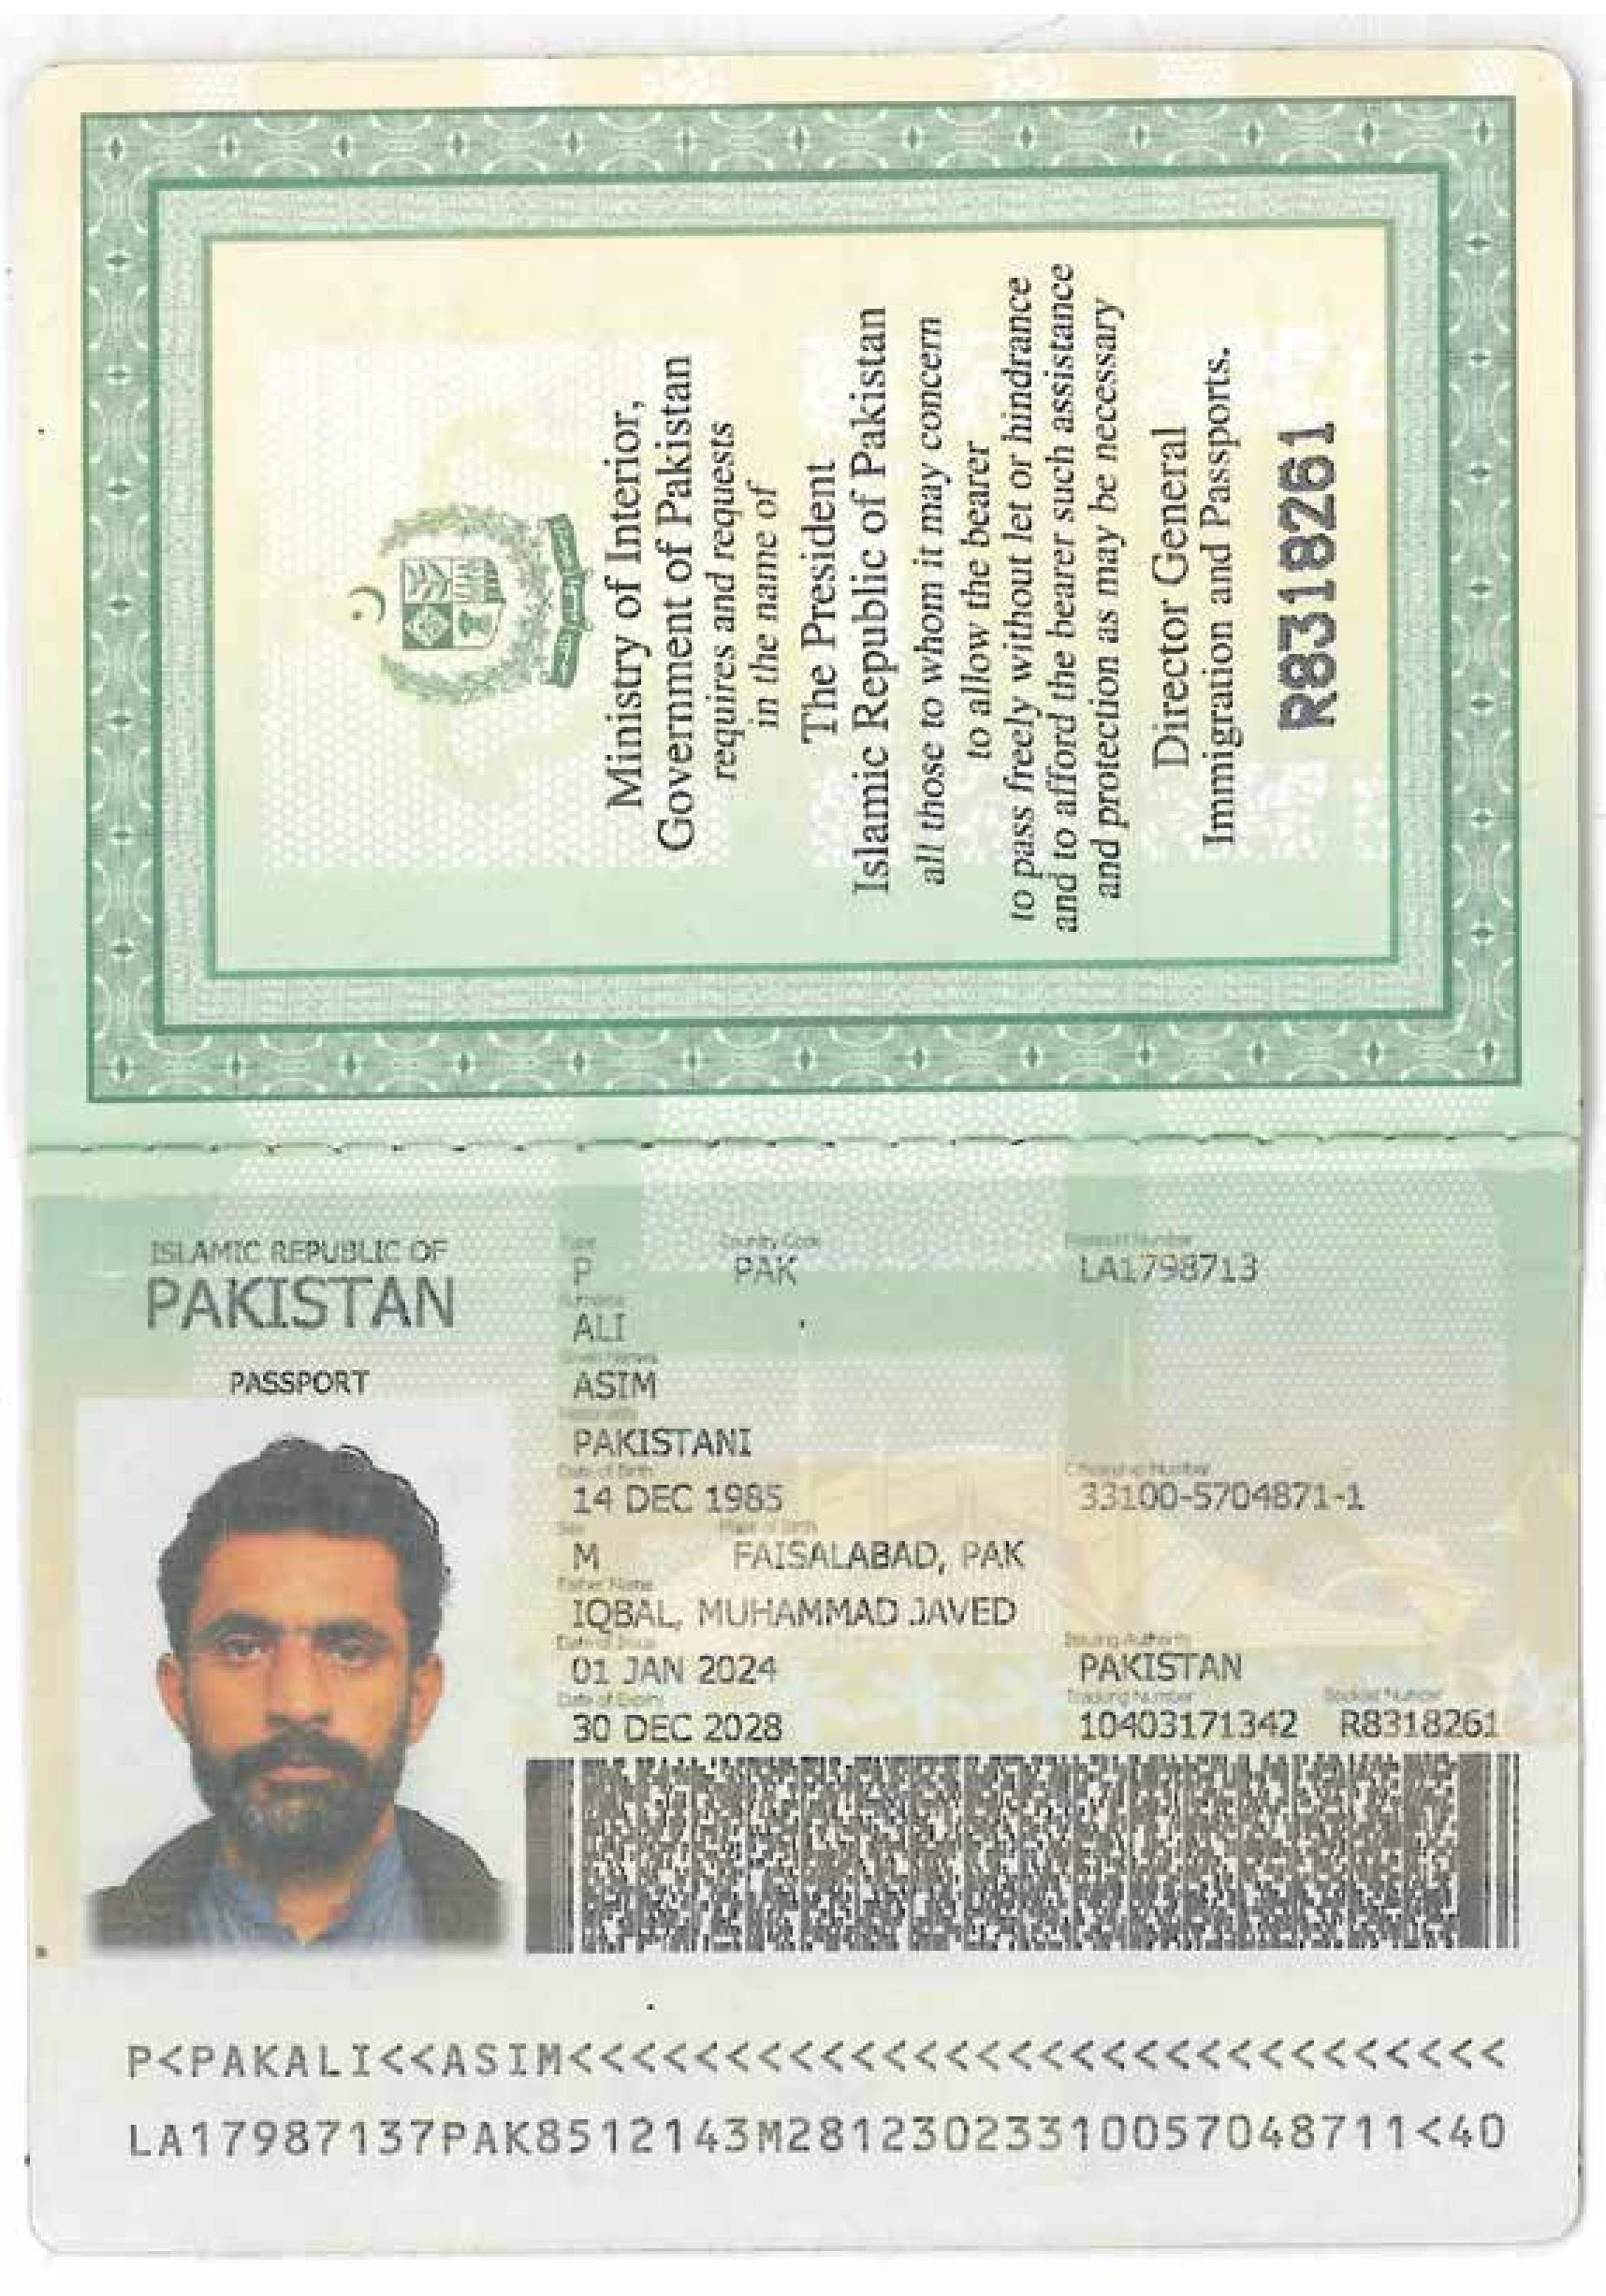 Ministry of Interior,
Government of Pakistan
requires and requests
in the name of
The President
Islamic Republic of Pakistan
all those to whom it may concern
to allow the bearer
to pass freely without let or hindrance
and to afford the bearer such assistance
and protection as may be necessary
Director General
Immigration and Passports.
R8318261
ISLAMIC REPUBLIC OF
PAKISTAN
PASSPORT
Type Country Code Passport Number
P PAK LA1798713
Surname
ALI
Given Names
ASIM
Nationality
PAKISTANI
Date of Birth Citizenship Number
14 DEC 1985 33100-5704871-1
Sex Place of Birth
M FAISALABAD, PAK
Father Name
IQBAL, MUHAMMAD JAVED
Date of Issue Issuing Authority
01 JAN 2024 PAKISTAN
Date of Expiry Tracking Number Booklet Number
30 DEC 2028 10403171342 R8318261
P<PAKALI<<ASIM<<<<<<<<<<<<<<<<<<<<<<<<<<<<<<
LA17987137PAK8512143M28123023310057048711<40